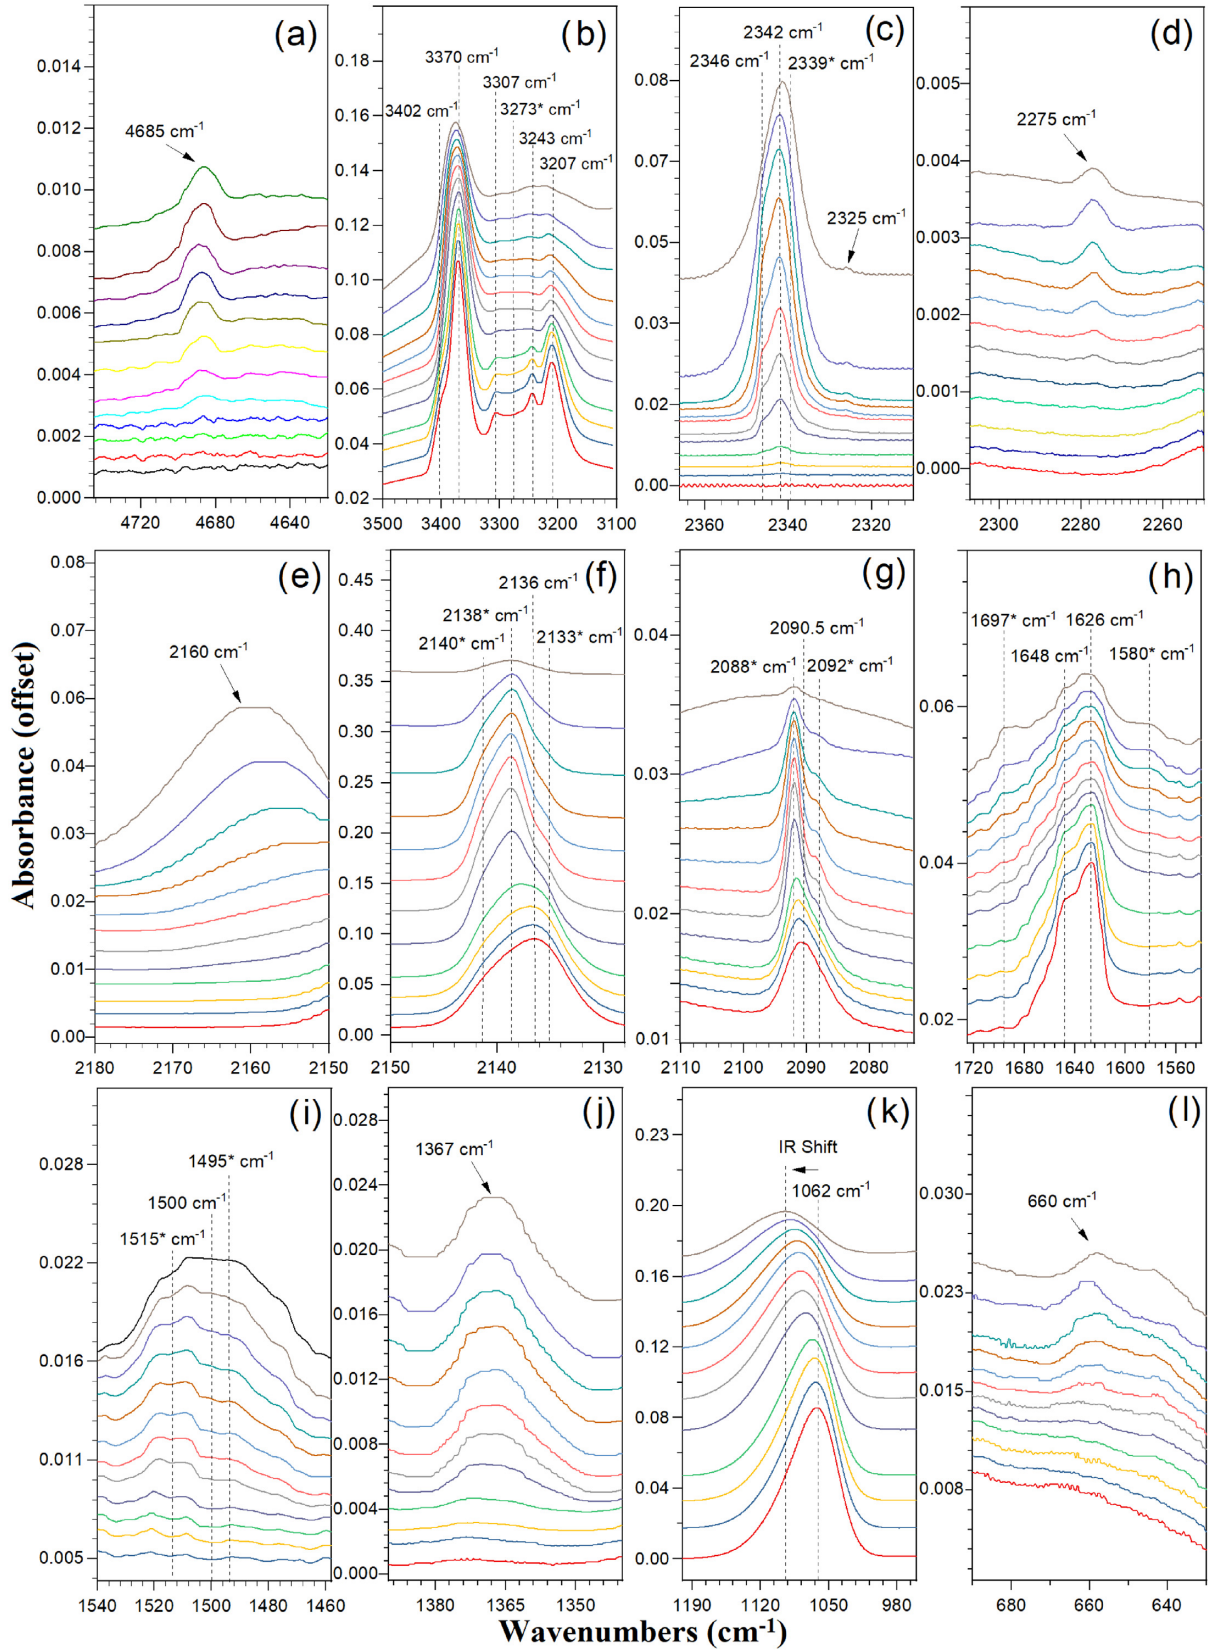 (a)
0.014
0.012
0.010
0.008
0.006
0.004
0.002
0.000
4685 cm-1
4720 4680 4640
(b)
0.18
0.16
0.14
0.12
0.10
0.08
0.06
0.04
0.02
3370 cm-1
3307 cm-1
3402 cm-1
3273* cm-1
3243 cm-1
3207 cm-1
3500 3400 3300 3200 3100
(c)
0.08
0.07
0.05
0.03
0.02
0.00
2342 cm-1
2346 cm-1
2339* cm-1
2325 cm-1
2360 2340 2320
(d)
0.005
0.004
0.003
0.002
0.001
0.000
2275 cm-1
2300 2280 2260
Absorbance (offset)
(e)
0.08
0.07
0.06
0.04
0.03
0.02
0.01
0.00
2160 cm-1
2180 2170 2160 2150
(f)
0.45
0.40
0.35
0.30
0.25
0.20
0.15
0.10
0.05
0.00
2136 cm-1
2138* cm-1
2140* cm-1
2133* cm-1
2150 2140 2130
(g)
0.04
0.03
0.02
0.01
2090.5 cm-1
2088* cm-1
2092* cm-1
2110 2100 2090 2080
(h)
0.06
0.04
0.02
1697* cm-1
1626 cm-1
1648 cm-1
1580* cm-1
1720 1680 1640 1600 1560
(i)
0.028
0.022
0.016
0.011
0.005
1495* cm-1
1500 cm-1
1515* cm-1
1540 1520 1500 1480 1460
(j)
0.028
0.024
0.020
0.016
0.012
0.008
0.004
0.000
1367 cm-1
1380 1365 1350
(k)
0.23
0.20
0.16
0.12
0.08
0.04
0.00
IR Shift
1062 cm-1
1190 1120 1050 980
(l)
0.030
0.023
0.015
0.008
660 cm-1
680 660 640
Wavenumbers (cm-1)